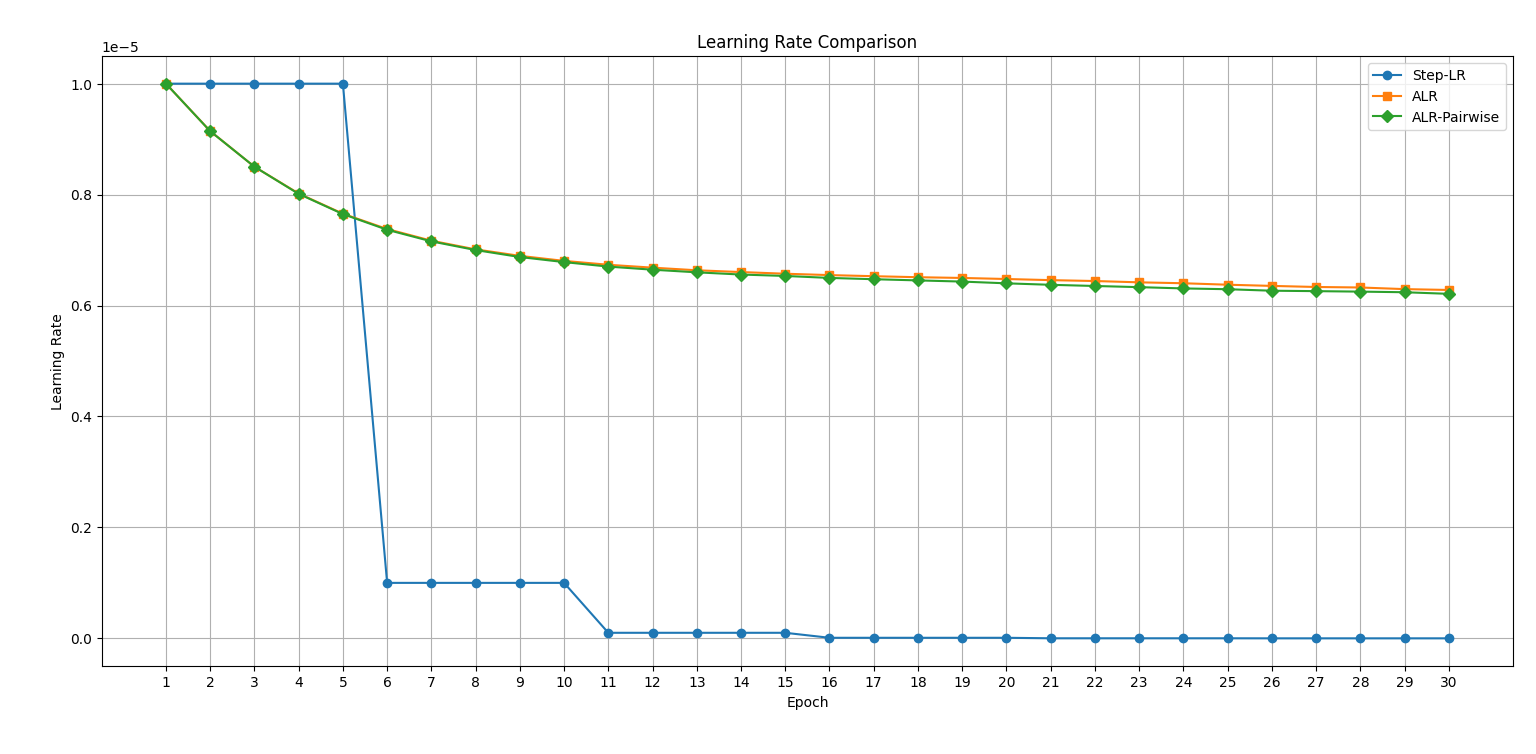 Learning Rate Comparison
1e−5
Step-LR
ALR
ALR-Pairwise
1.0
0.8
0.6
0.4
0.2
0.0
Learning Rate
1 2 3 4 5 6 7 8 9 10 11 12 13 14 15 16 17 18 19 20 21 22 23 24 25 26 27 28 29 30
Epoch